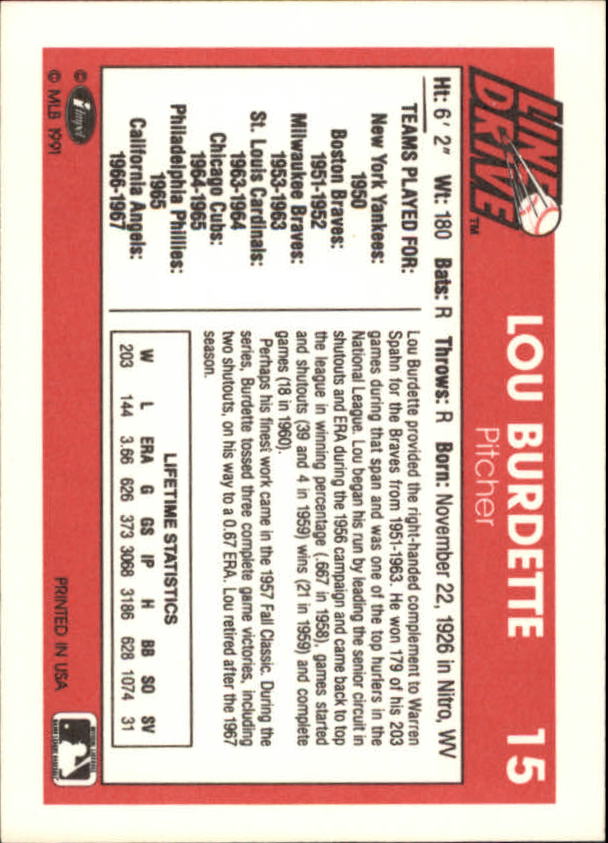 LINE DRIVE™
LOU BURDETTE 15
Pitcher
Ht: 6' 2" Wt: 180 Bats: R Throws: R Born: November 22, 1926 in Nitro, WV
TEAMS PLAYED FOR:
New York Yankees:
1950
Boston Braves:
1951-1952
Milwaukee Braves:
1953-1963
St. Louis Cardinals:
1963-1964
Chicago Cubs:
1964-1965
Philadelphia Phillies:
1965
California Angels:
1966-1967
Lou Burdette provided the right-handed complement to Warren
Spahn for the Braves from 1951-1963. He won 179 of his 203
games during that span and was one of the top hurlers in the
National League. Lou began his run by leading the senior circuit in
shutouts and ERA during the 1956 campaign and came back to top
the league in winning percentage (.667 in 1958), games started
and shutouts (39 and 4 in 1959) wins (21 in 1959) and complete
games (18 in 1960).
Perhaps his finest work came in the 1957 Fall Classic. During the
series, Burdette tossed three complete game victories, including
two shutouts, on his way to a 0.67 ERA. Lou retired after the 1967
season.
LIFETIME STATISTICS
W L ERA G GS IP H BB SO SV
203 144 3.66 626 373 3068 3186 628 1074 31
© impel
© MLB 1991
PRINTED IN USA